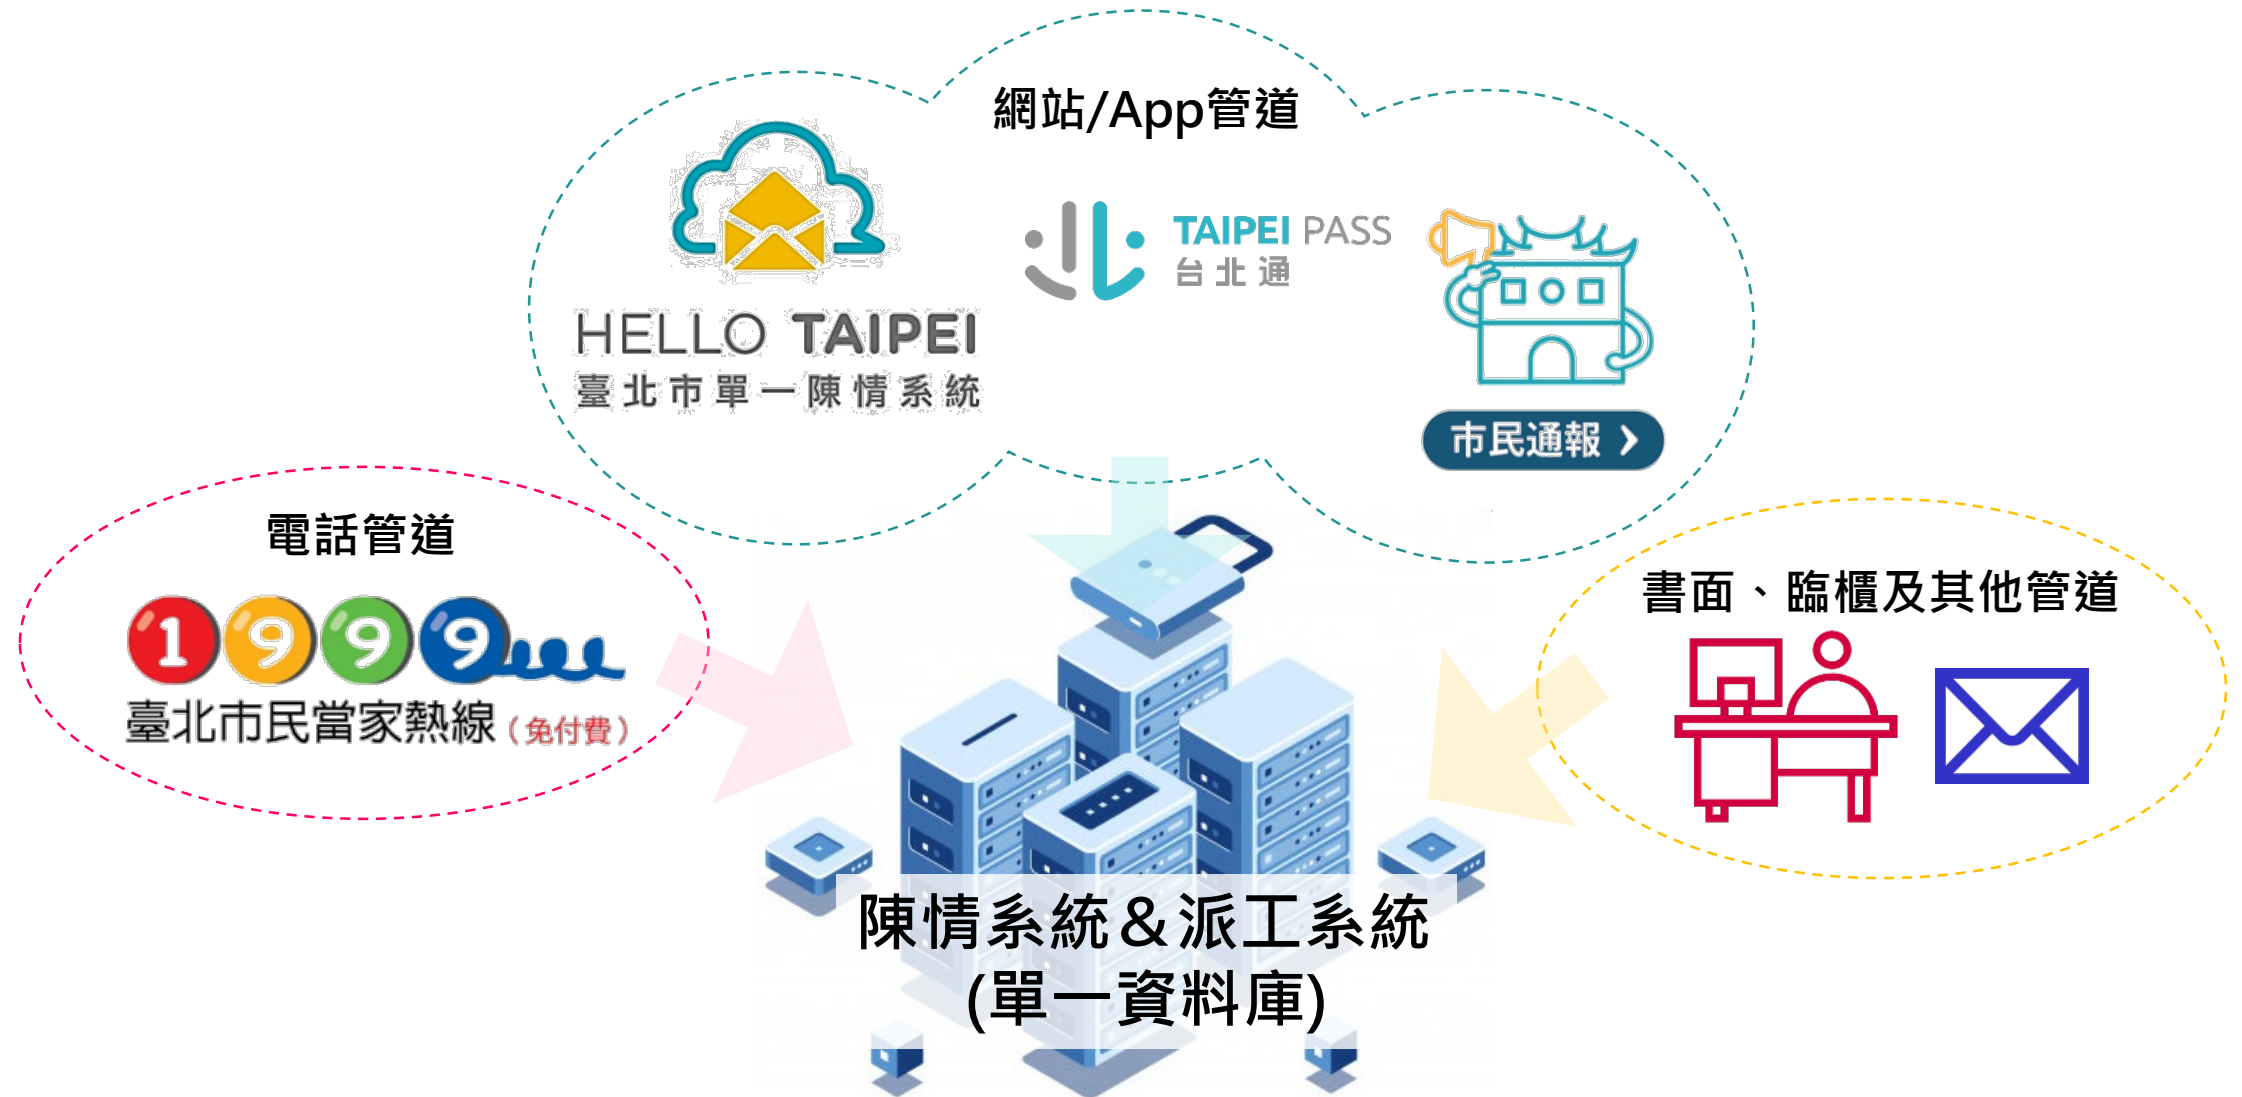 網站/App管道
HELLO TAIPEI
臺北市單一陳情系統
TAIPEI PASS
台北通
市民通報
電話管道
1999
臺北市民當家熱線（免付費）
書面、臨櫃及其他管道
陳情系統＆派工系統
(單一資料庫)